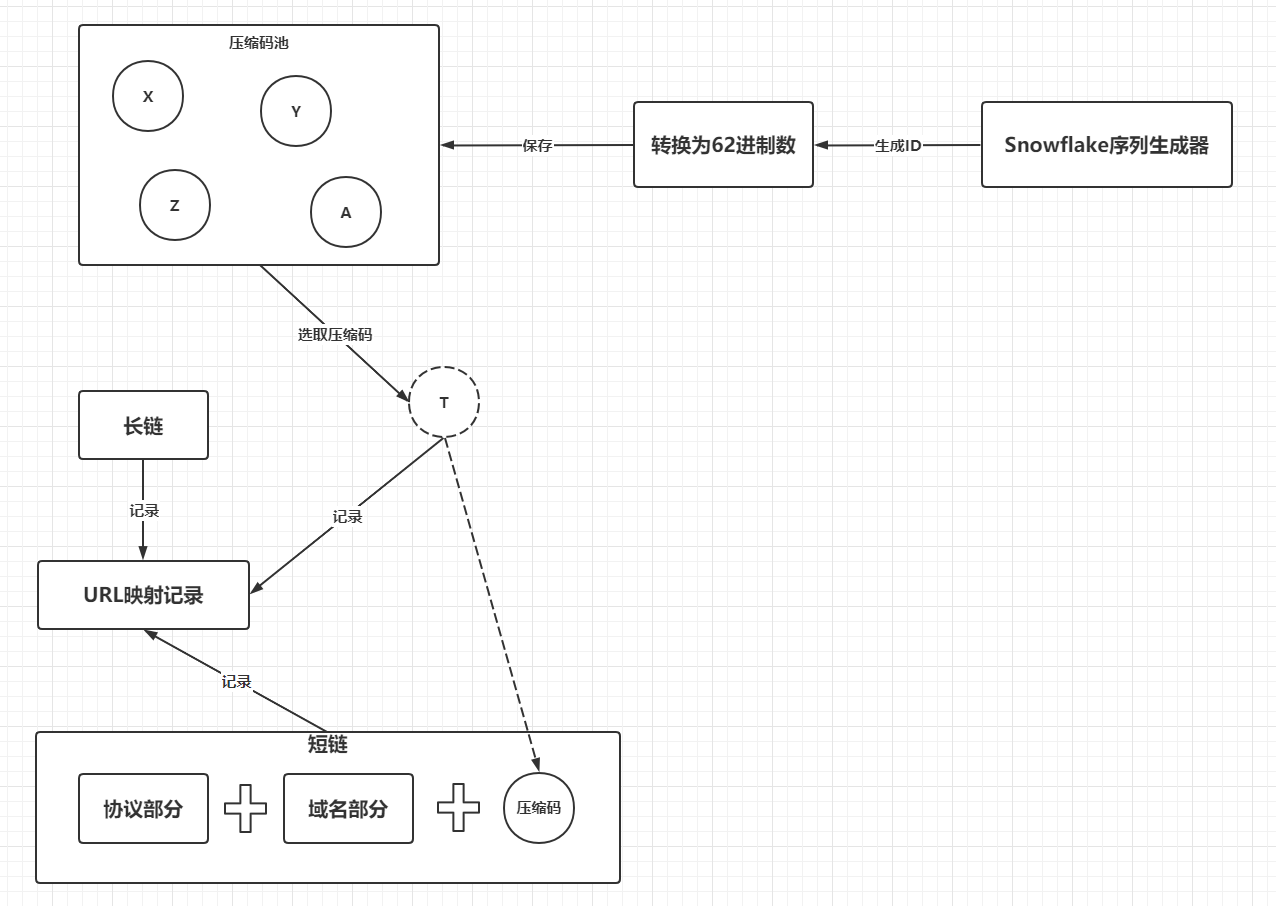 压缩码池
X
Y
Z
A
保存
转换为62进制数
生成ID
Snowflake序列生成器
选取压缩码
T
长链
记录
记录
URL映射记录
记录
短链
协议部分
域名部分
压缩码